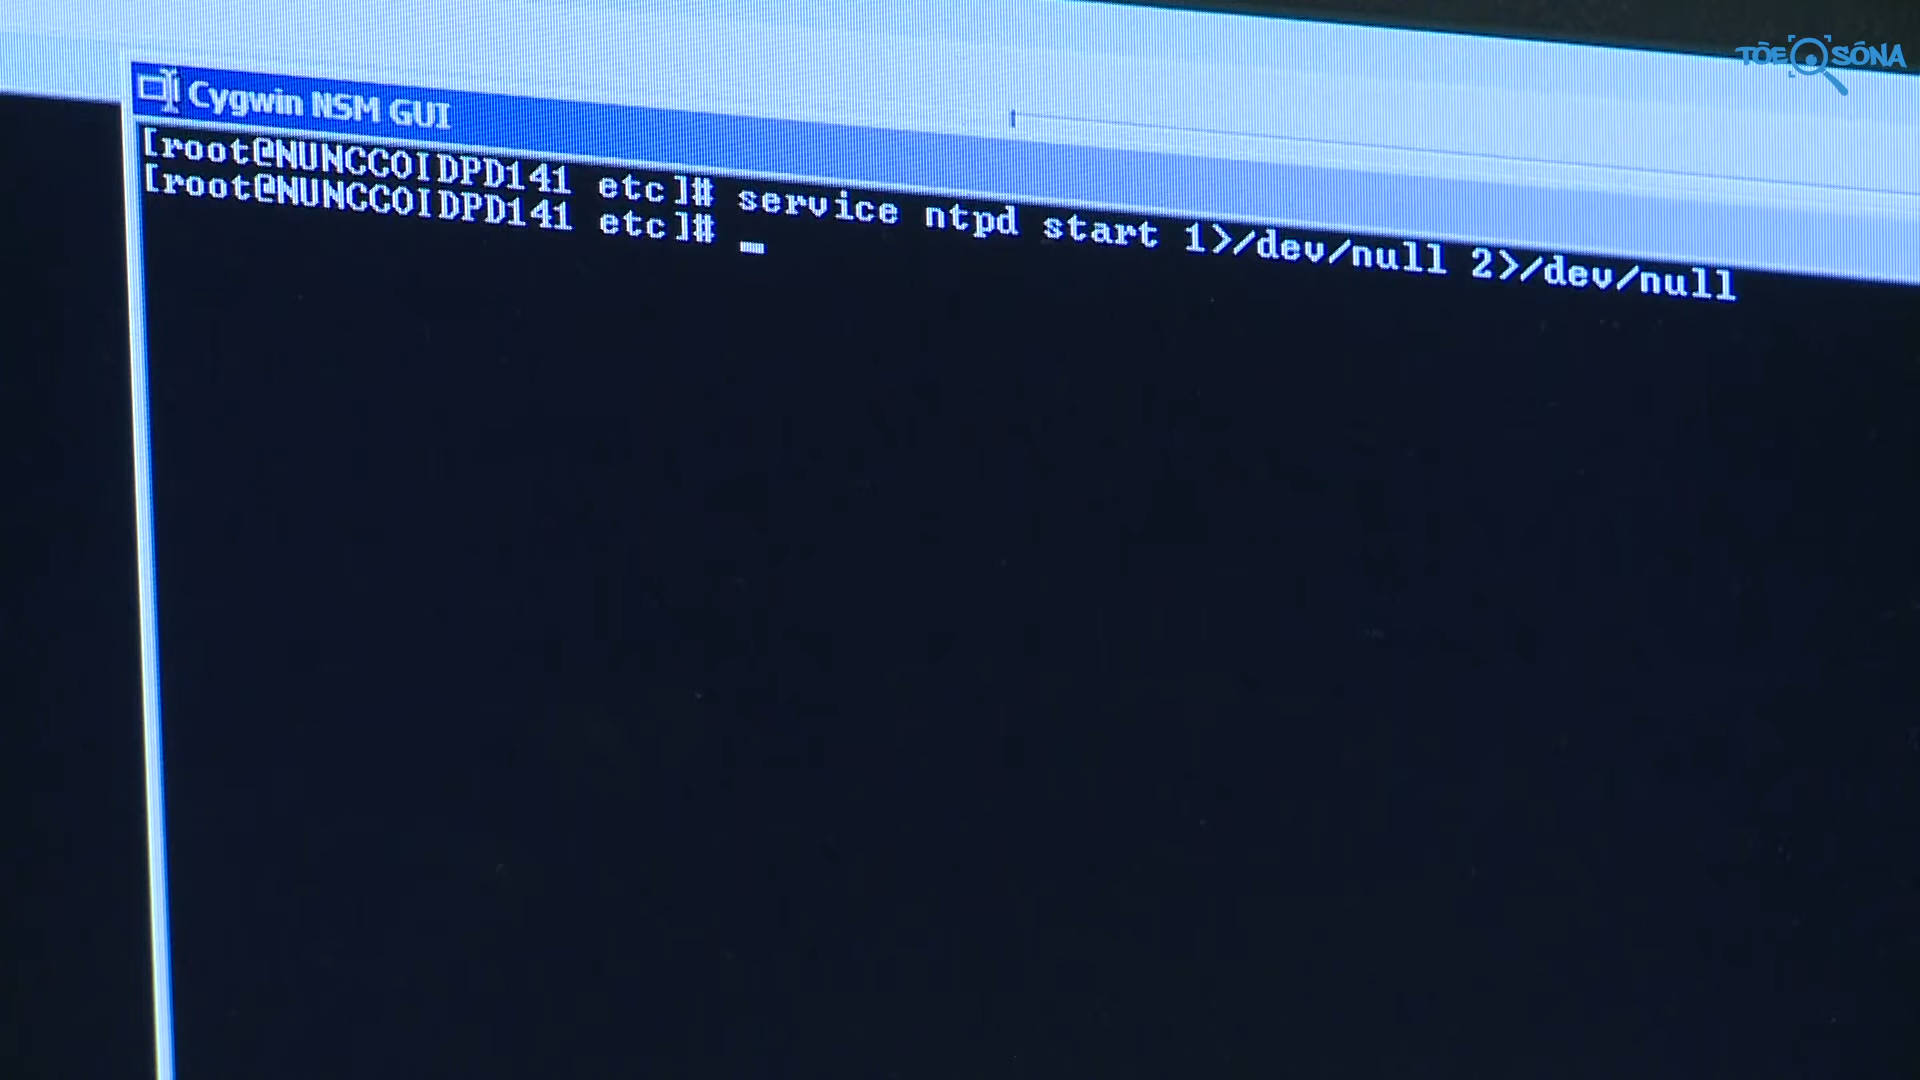 TÕE SÕNA
Cygwin NSM GUI
[root@NUNCCOIDPD141 etc]# service ntpd start 1>/dev/null 2>/dev/null
[root@NUNCCOIDPD141 etc]#